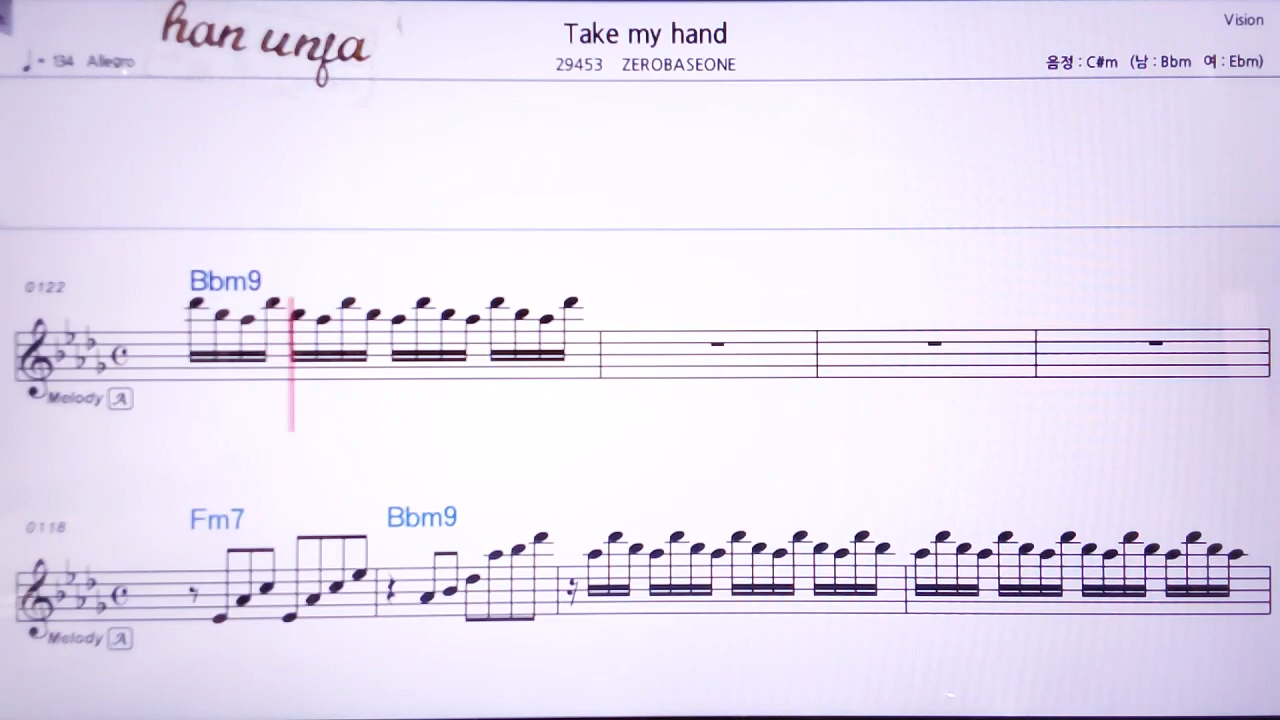 han unfa
Take my hand
Vision
♩= 134 Allegro
29453 ZEROBASEONE
음정 : C#m (남 : Bbm 여 : Ebm)
0122
Bbm9
Melody A
0118
Fm7 Bbm9
Melody A